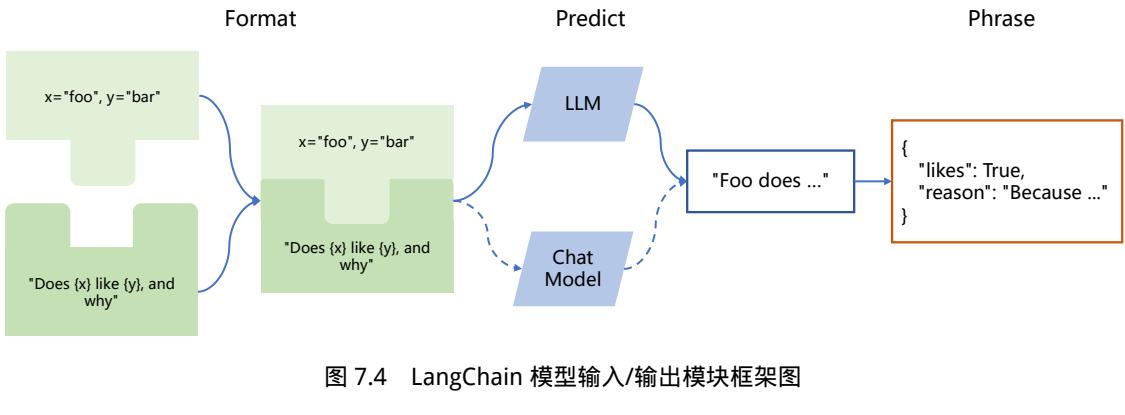 Format
Predict
Phrase
x="foo", y="bar"
"Does {x} like {y}, and
why"
x="foo", y="bar"
"Does {x} like {y}, and
why"
LLM
Chat
Model
"Foo does ..."
{
"likes": True,
"reason": "Because ..."
}
图 7.4 LangChain 模型输入/输出模块框架图